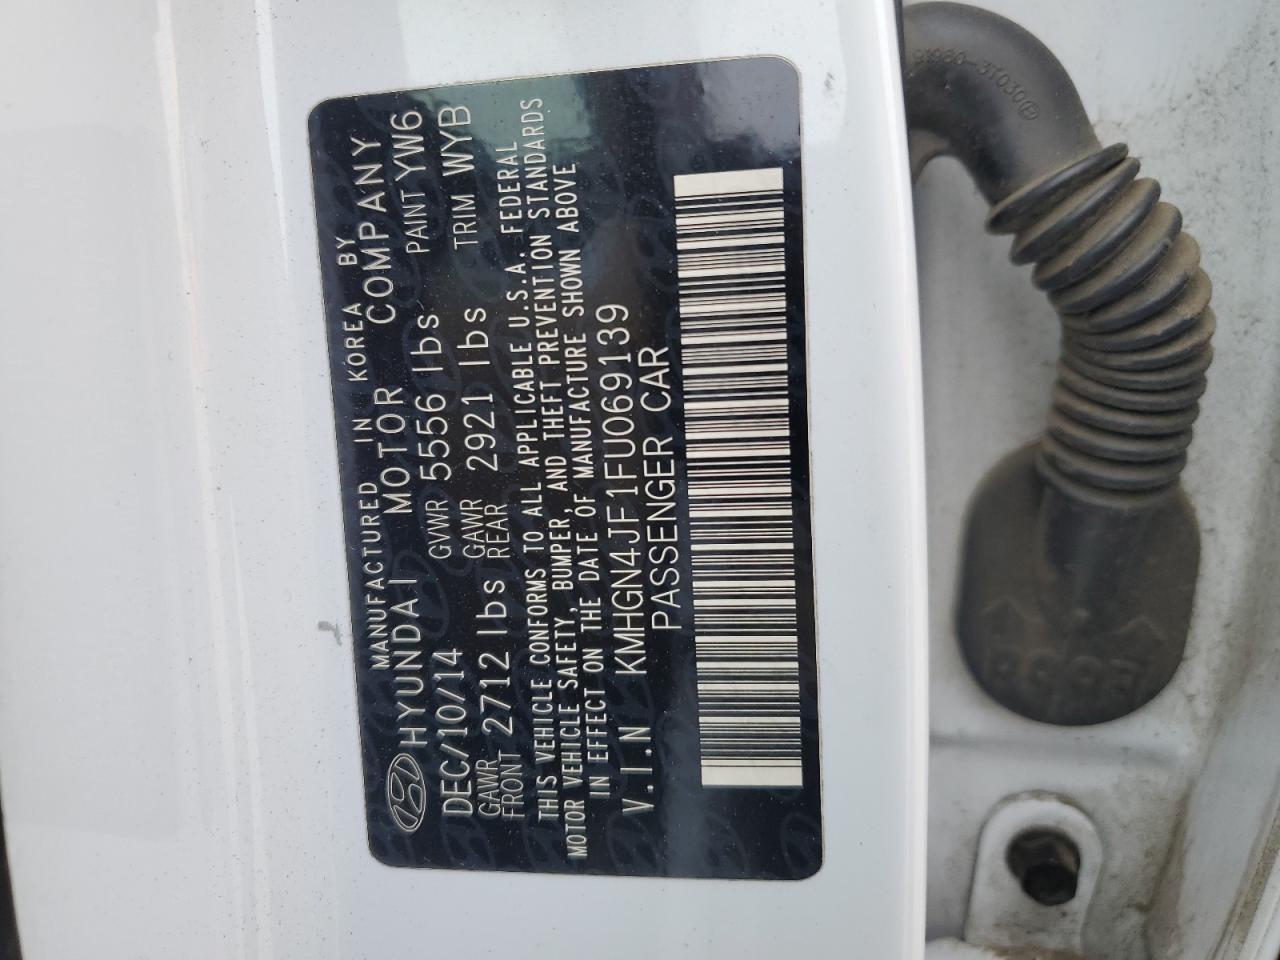 MANUFACTURED IN KOREA BY
HYUNDAI MOTOR COMPANY
DEC/10/14 GVWR 5556 lbs PAINT YW6
GAWR FRONT 2712 lbs GAWR REAR 2921 lbs TRIM WYB
THIS VEHICLE CONFORMS TO ALL APPLICABLE U.S.A. FEDERAL
MOTOR VEHICLE SAFETY, BUMPER, AND THEFT PREVENTION STANDARDS
IN EFFECT ON THE DATE OF MANUFACTURE SHOWN ABOVE
V.I.N KMHGN4JF1FU069139
PASSENGER CAR
91980-3T030